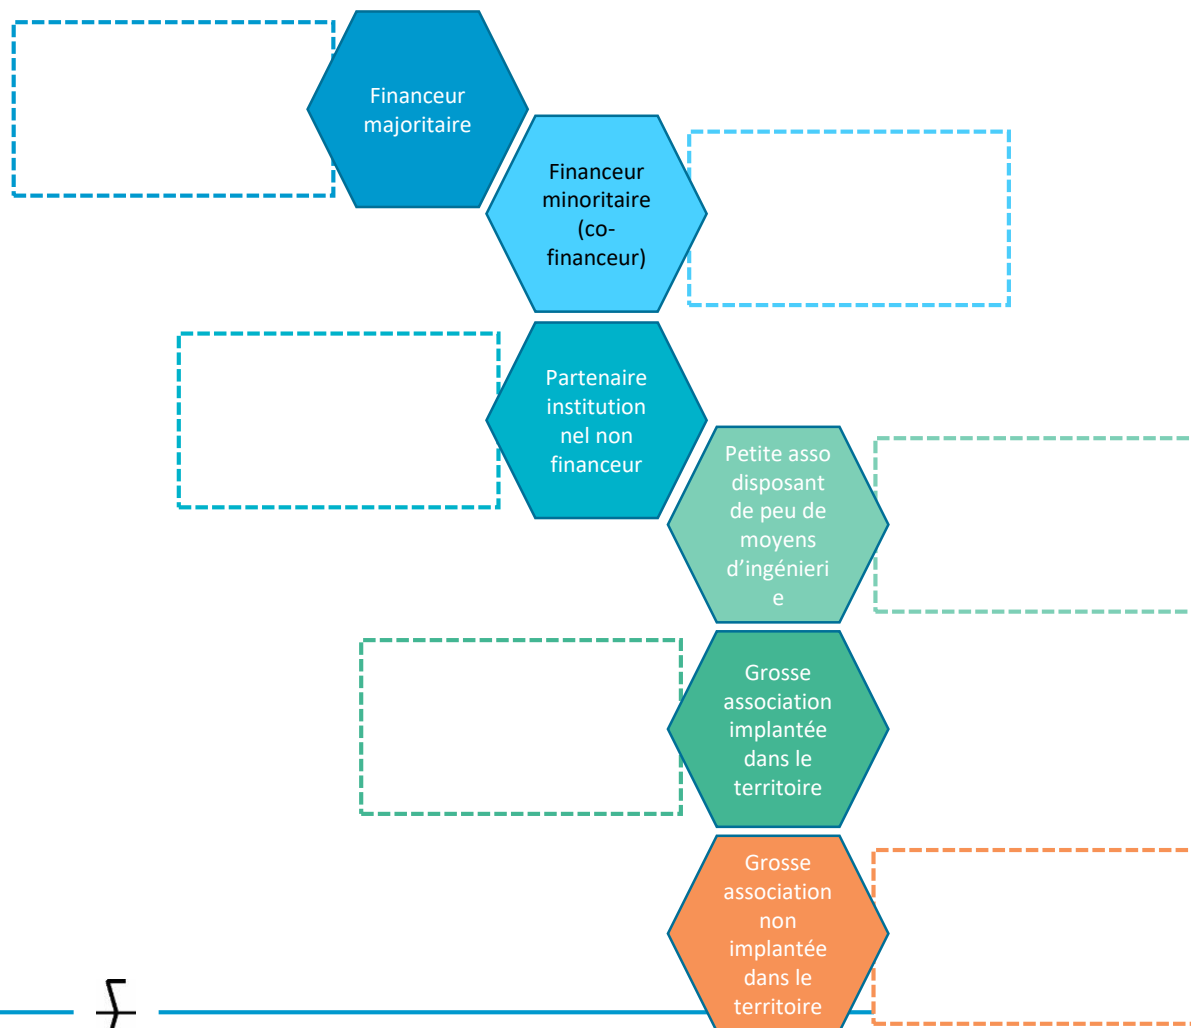 Financeur
majoritaire
Financeur
minoritaire
(co-
financeur)
Partenaire
institution
nel non
financeur
Petite asso
disposant
de peu de
moyens
d’ingénieri
e
Grosse
association
implantée
dans le
territoire
Grosse
association
non
implantée
dans le
territoire